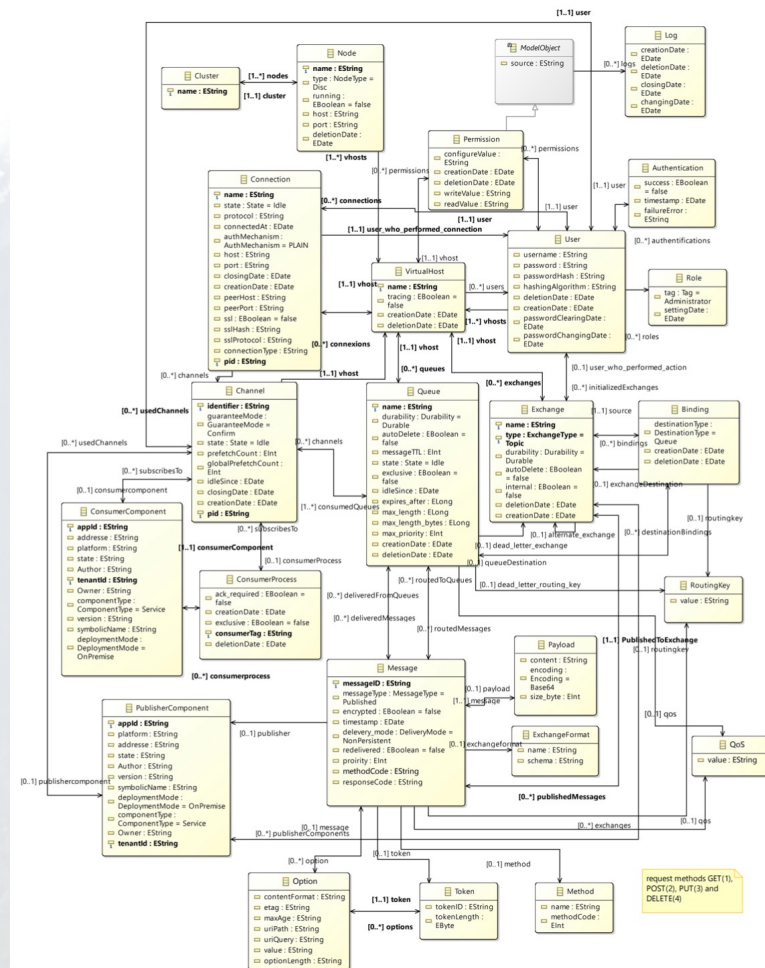 [1..1] user
Node
name : EString
type : NodeType =
Disc
running :
EBoolean = false
host : EString
port : EString
deletionDate :
EDate
Cluster
name : EString
[1..*] nodes
[1..1] cluster
ModelObject
source : EString
Log
creationDate :
EDate
deletionDate :
EDate
closingDate :
EDate
changingDate :
EDate
[0..*] logs
[1..*] vhosts
Permission
configureValue :
EString
creationDate : EDate
deletionDate : EDate
writeValue : EString
readValue : EString
[0..*] permissions
[0..*] permissions
Authentication
success : EBoolean
= false
timestamp : EDate
failureError :
EString
[1..1] user
[0..*] authentifications
Connection
name : EString
state : State = Idle
protocol : EString
connectedAt : EDate
authMechanism :
AuthMechanism = PLAIN
host : EString
port : EString
closingDate : EDate
creationDate : EDate
peerHost : EString
peerPort : EString
ssl : EBoolean = false
sslHash : EString
sslProtocol : EString
connectionType : EString
pid : EString
[0..*] connections
[1..1] user
[1..1] user_who_performed_connection
[1..1] vhost
User
username : EString
password : EString
passwordHash : EString
hashingAlgorithm : EString
deletionDate : EDate
creationDate : EDate
passwordClearingDate :
EDate
passwordChangingDate :
EDate
VirtualHost
name : EString
tracing : EBoolean =
false
creationDate : EDate
deletionDate : EDate
[1..1] vhost
[0..*] users
[1..*] vhosts
Role
tag : Tag =
Administrator
settingDate :
EDate
[0..*] roles
[0..*] connexions
[1..1] vhost
[1..1] vhost
[1..1] vhost
[0..*] queues
[0..*] exchanges
[0..1] user_who_performed_action
[0..*] initializedExchanges
[0..*] channels
[0..*] usedChannels
Channel
identifier : EString
guaranteeMode :
GuaranteeMode =
Confirm
state : State = Idle
prefetchCount : EInt
globalPrefetchCount :
EInt
idleSince : EDate
closingDate : EDate
creationDate : EDate
pid : EString
Queue
name : EString
durability : Durability =
Durable
autoDelete : EBoolean =
false
messageTTL : EInt
state : State = Idle
exclusive : EBoolean =
false
idleSince : EDate
expires_after : ELong
max_length : ELong
max_length_bytes : ELong
max_priority : EInt
creationDate : EDate
deletionDate : EDate
Exchange
name : EString
type : ExchangeType =
Topic
durability : Durability =
Durable
autoDelete : EBoolean
= false
internal : EBoolean =
false
deletionDate : EDate
creationDate : EDate
Binding
destinationType :
DestinationType =
Queue
creationDate : EDate
deletionDate : EDate
[1..1] source
[0..*] bindings
[0..1] exchangeDestination
[0..1] routingkey
[0..*] usedChannels
[0..*] channels
[0..*] subscribesTo
[0..1] consumercomponent
[1..*] consumedQueues
[0..*] subscribesTo
[0..1] alternate_exchange
[0..*] destinationBindings
[0..1] dead_letter_exchange
[0..1] queueDestination
ConsumerComponent
appId : EString
addresse : EString
platform : EString
state : EString
Author : EString
tenantId : EString
Owner : EString
componentType :
ComponentType = Service
version : EString
symbolicName : EString
deploymentMode :
DeploymentMode =
OnPremise
[1..1] consumerComponent
[0..1] consumerProcess
ConsumerProcess
ack_required : EBoolean =
false
creationDate : EDate
exclusive : EBoolean =
false
consumerTag : EString
deletionDate : EDate
[0..*] consumerprocess
[0..*] routedToQueues
[0..*] deliveredFromQueues
[0..*] deliveredMessages
[0..*] routedMessages
[0..1] dead_letter_routing_key
RoutingKey
value : EString
[1..1] PublishedToExchange
[0..1] routingkey
Payload
content : EString
encoding :
Encoding =
Base64
size_byte : EInt
[0..1] payload
[1..1] message
Message
messageID : EString
messageType : MessageType =
Published
encrypted : EBoolean = false
timestamp : EDate
delevery_mode : DeliveryMode =
NonPersistent
redelivered : EBoolean = false
proirity : EInt
methodCode : EString
responseCode : EString
[0..1] exchangeformat
ExchangeFormat
name : EString
schema : EString
[0..1] qos
QoS
value : EString
PublisherComponent
appId : EString
platform : EString
addresse : EString
state : EString
Author : EString
version : EString
symbolicName : EString
deploymentMode :
DeploymentMode = OnPremise
componentType :
ComponentType = Service
Owner : EString
tenantId : EString
[0..1] publisher
[0..1] publishercomponent
[0..*] publishedMessages
[0..*] exchanges
[0..1] qos
[0..1] message
[0..*] publisherComponents
[0..*] option
[0..1] token
[0..1] method
Option
contentFormat : EString
etag : EString
maxAge : EString
uriPath : EString
uriQuery : EString
value : EString
optionLength : EString
[1..1] token
[0..*] options
Token
tokenID : EString
tokenLength :
EByte
Method
name : EString
methodCode :
EInt
request methods GET(1),
POST(2), PUT(3) and
DELETE(4)